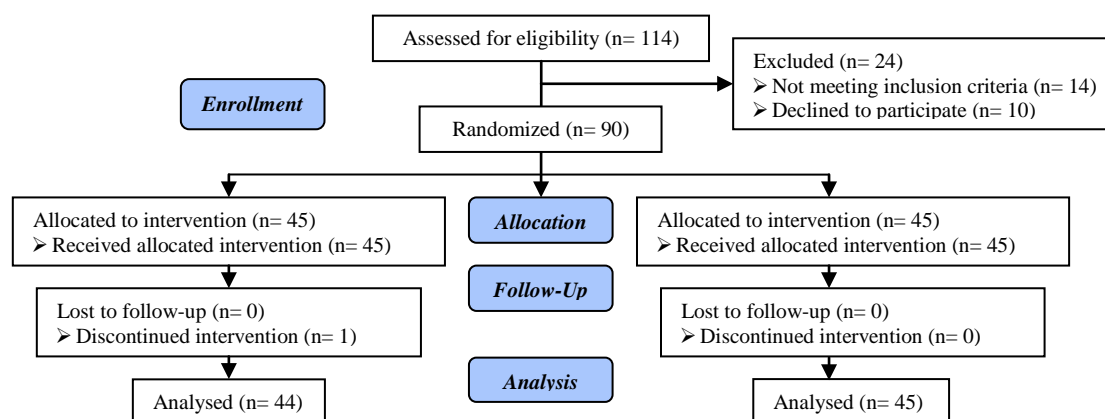 Assessed for eligibility (n= 114)
Excluded (n= 24)
➢ Not meeting inclusion criteria (n= 14)
➢ Declined to participate (n= 10)
Enrollment
Randomized (n= 90)
Allocated to intervention (n= 45)
➢ Received allocated intervention (n= 45)
Allocation
Allocated to intervention (n= 45)
➢ Received allocated intervention (n= 45)
Follow-Up
Lost to follow-up (n= 0)
➢ Discontinued intervention (n= 1)
Lost to follow-up (n= 0)
➢ Discontinued intervention (n= 0)
Analysis
Analysed (n= 44)
Analysed (n= 45)